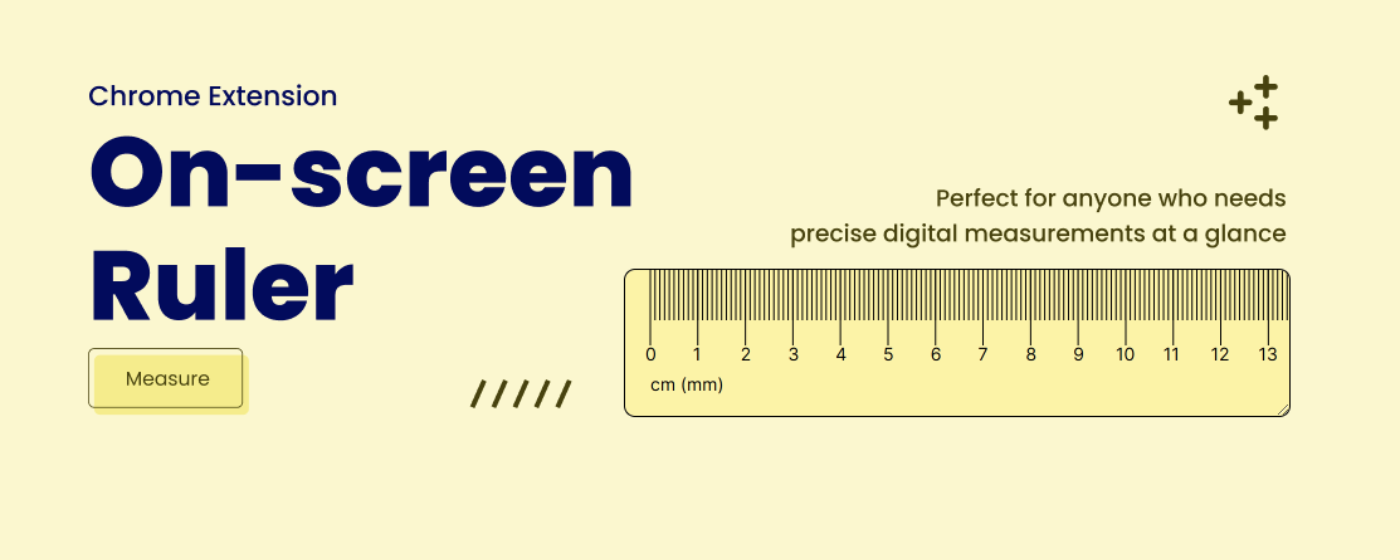 Chrome Extension
On-screen
Ruler
Measure
Perfect for anyone who needs
precise digital measurements at a glance
0 1 2 3 4 5 6 7 8 9 10 11 12 13
cm (mm)